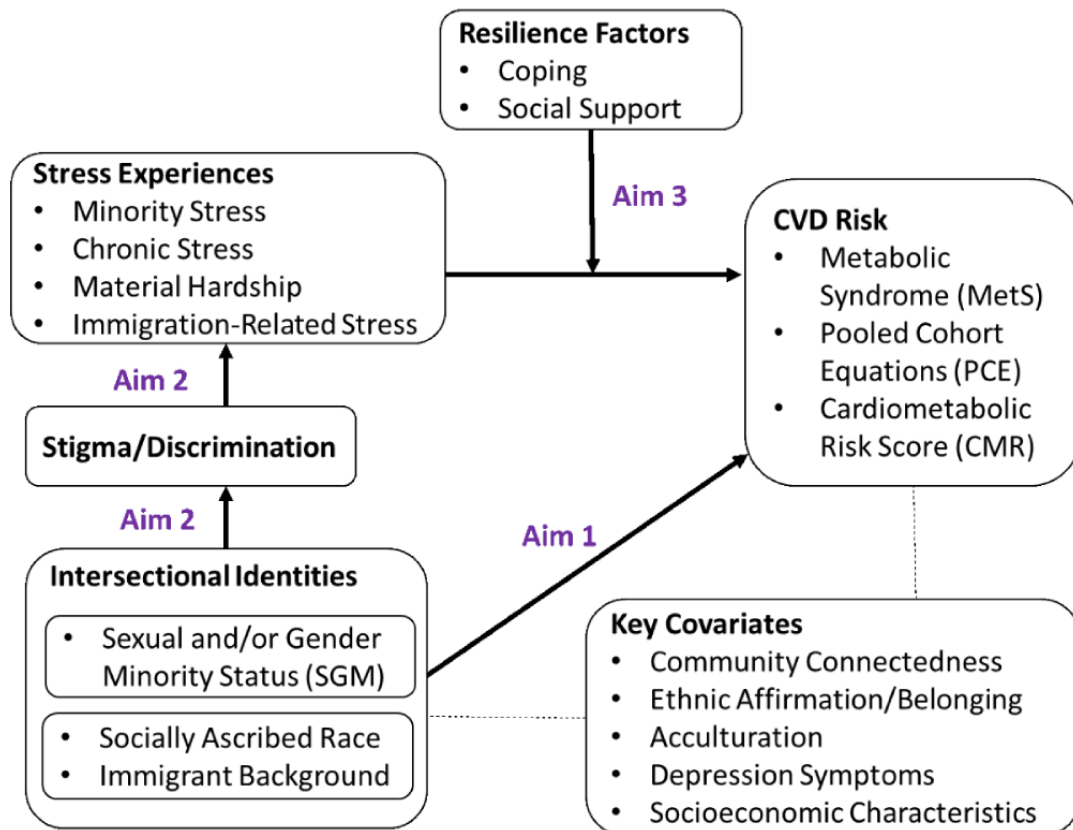 Resilience Factors
• Coping
• Social Support
Stress Experiences
• Minority Stress
• Chronic Stress
• Material Hardship
• Immigration-Related Stress
Aim 3
CVD Risk
• Metabolic
Syndrome (MetS)
• Pooled Cohort
Equations (PCE)
• Cardiometabolic
Risk Score (CMR)
Aim 2
Stigma/Discrimination
Aim 2
Aim 1
Intersectional Identities
• Sexual and/or Gender
Minority Status (SGM)
• Socially Ascribed Race
• Immigrant Background
Key Covariates
• Community Connectedness
• Ethnic Affirmation/Belonging
• Acculturation
• Depression Symptoms
• Socioeconomic Characteristics